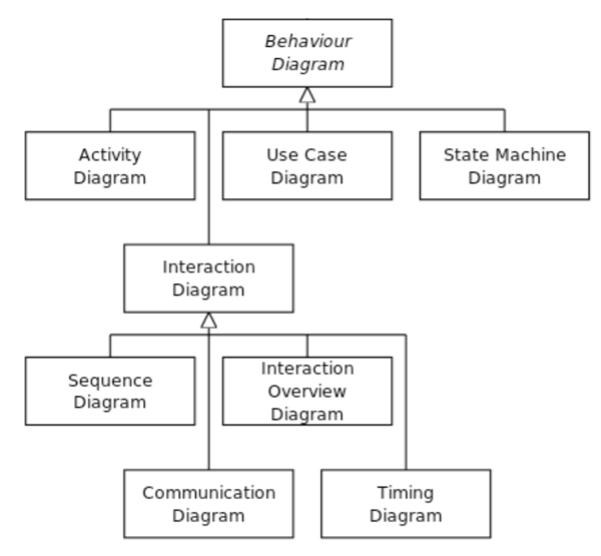 Behaviour
Diagram
Activity
Diagram
Use Case
Diagram
State Machine
Diagram
Interaction
Diagram
Sequence
Diagram
Interaction
Overview
Diagram
Communication
Diagram
Timing
Diagram